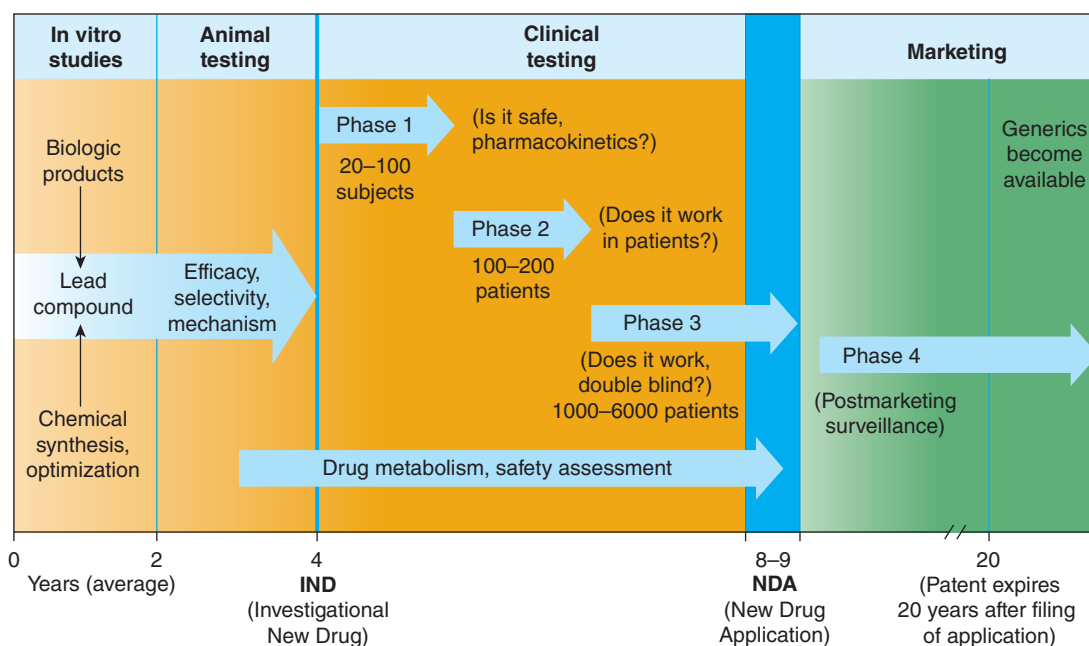 In vitro
studies
Animal
testing
Clinical
testing
Marketing
Biologic
products
Lead
compound
Chemical
synthesis,
optimization
Efficacy,
selectivity,
mechanism
Phase 1
20–100
subjects
(Is it safe,
pharmacokinetics?)
Phase 2
100–200
patients
(Does it work
in patients?)
Phase 3
(Does it work,
double blind?)
1000–6000 patients
Drug metabolism, safety assessment
Generics
become
available
Phase 4
(Postmarketing
surveillance)
0
2
4
8–9
20
Years (average)
IND
(Investigational
New Drug)
NDA
(New Drug
Application)
(Patent expires
20 years after filing
of application)